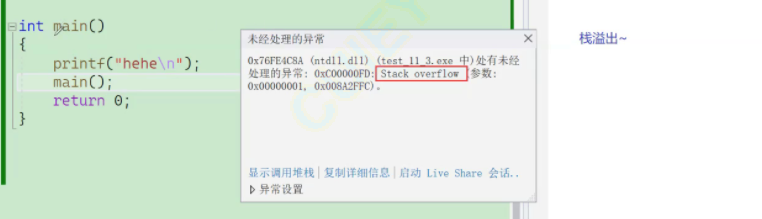 int main()
{
printf("hehe\n");
main();
return 0;
}
未经处理的异常
0x76FE4C8A (ntdll.dll) (test_11_3.exe 中)处有未经
处理的异常: 0xC00000FD: Stack overflow (参数:
0x00000001, 0x008A2FFC)。
显示调用堆栈 | 复制详细信息 | 启动 Live Share 会话..
异常设置
栈溢出~